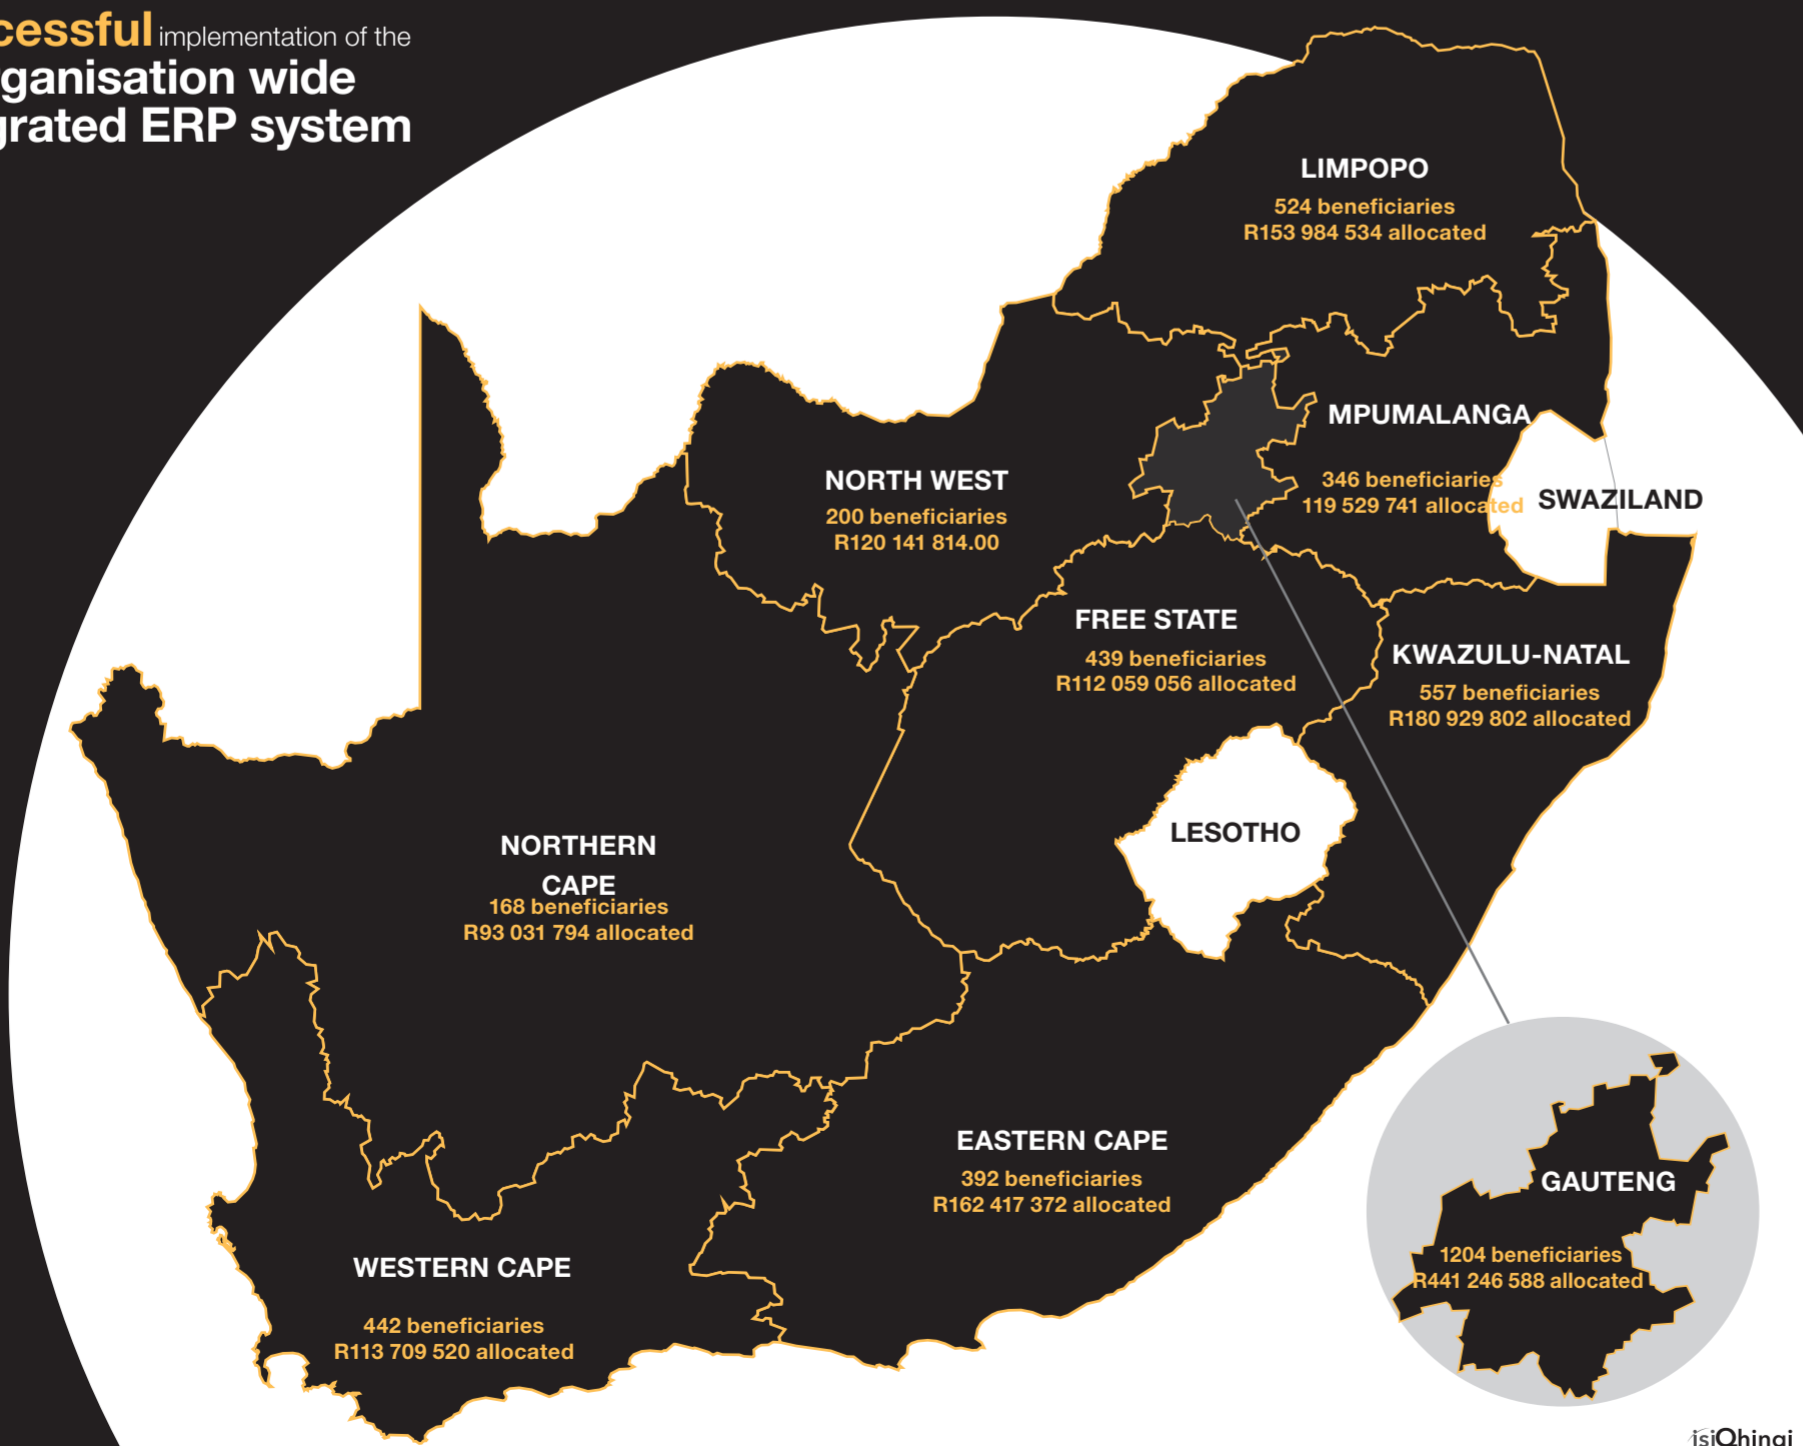 cessful implementation of the
ganisation wide
grated ERP system
LIMPOPO
524 beneficiaries
R153 984 534 allocated
MPUMALANGA
346 beneficiaries
119 529 741 allocated
SWAZILAND
NORTH WEST
200 beneficiaries
R120 141 814.00
FREE STATE
439 beneficiaries
R112 059 056 allocated
KWAZULU-NATAL
557 beneficiaries
R180 929 802 allocated
LESOTHO
NORTHERN
CAPE
168 beneficiaries
R93 031 794 allocated
EASTERN CAPE
392 beneficiaries
R162 417 372 allocated
GAUTENG
1204 beneficiaries
R441 246 588 allocated
WESTERN CAPE
442 beneficiaries
R113 709 520 allocated
isiQhingi